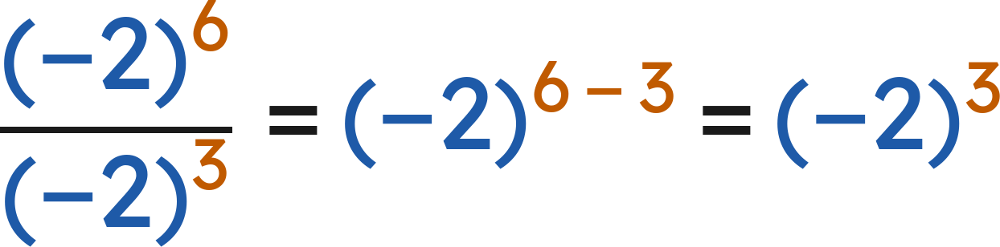 (−2)⁶/(−2)³ = (−2)⁶ ⁻ ³ = (−2)³